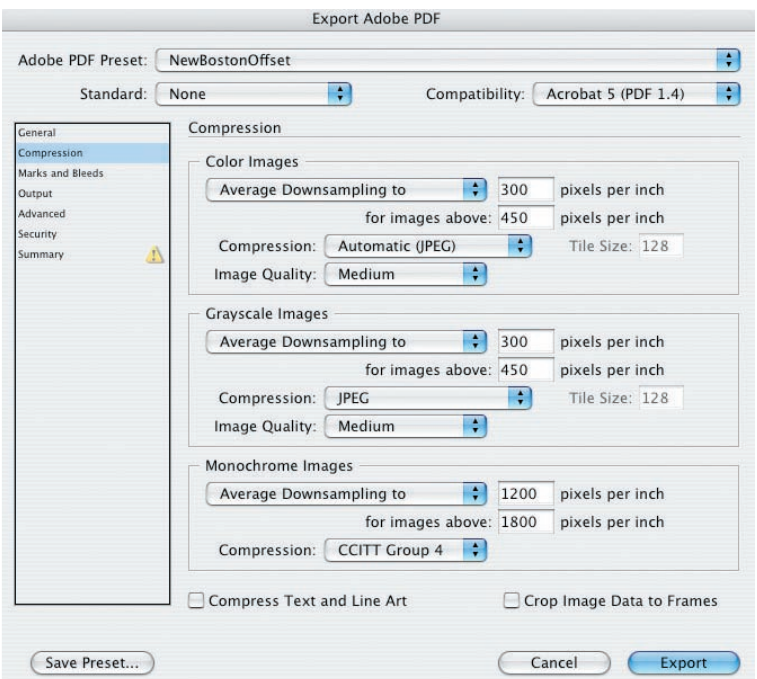 Export Adobe PDF
Adobe PDF Preset: NewBostonOffset
Standard: None Compatibility: Acrobat 5 (PDF 1.4)
General
Compression
Marks and Bleeds
Output
Advanced
Security
Summary
Compression
Color Images
Average Downsampling to 300 pixels per inch
for images above: 450 pixels per inch
Compression: Automatic (JPEG) Tile Size: 128
Image Quality: Medium
Grayscale Images
Average Downsampling to 300 pixels per inch
for images above: 450 pixels per inch
Compression: JPEG Tile Size: 128
Image Quality: Medium
Monochrome Images
Average Downsampling to 1200 pixels per inch
for images above: 1800 pixels per inch
Compression: CCITT Group 4
Compress Text and Line Art Crop Image Data to Frames
Save Preset... Cancel Export